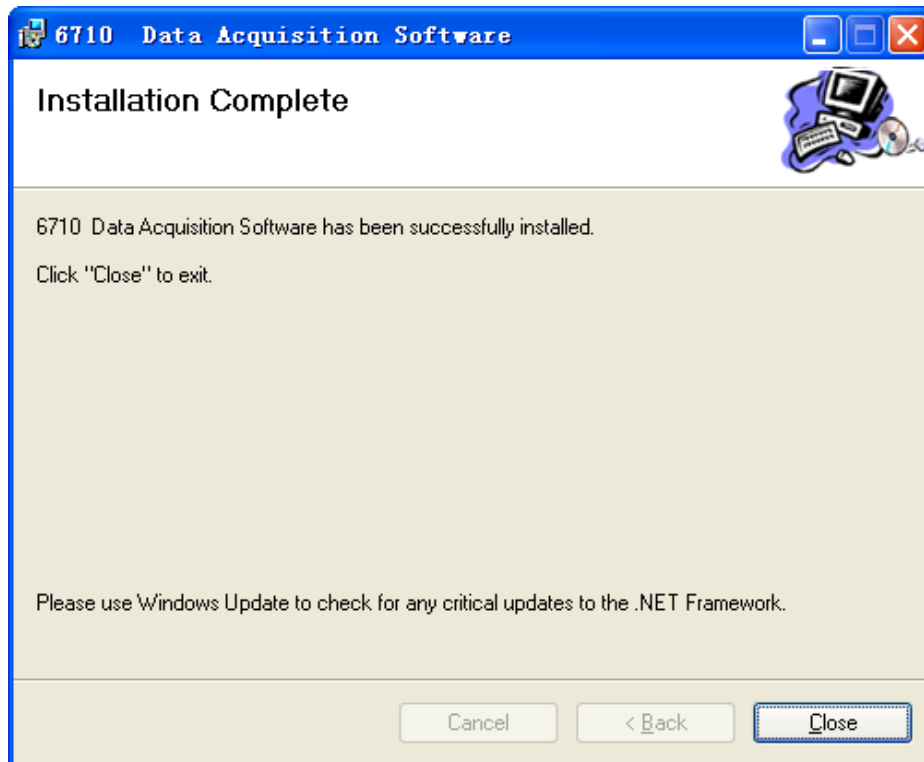 6710  Data Acquisition Software
Installation Complete
6710  Data Acquisition Software has been successfully installed.
Click "Close" to exit.
Please use Windows Update to check for any critical updates to the .NET Framework.
Cancel
< Back
Close